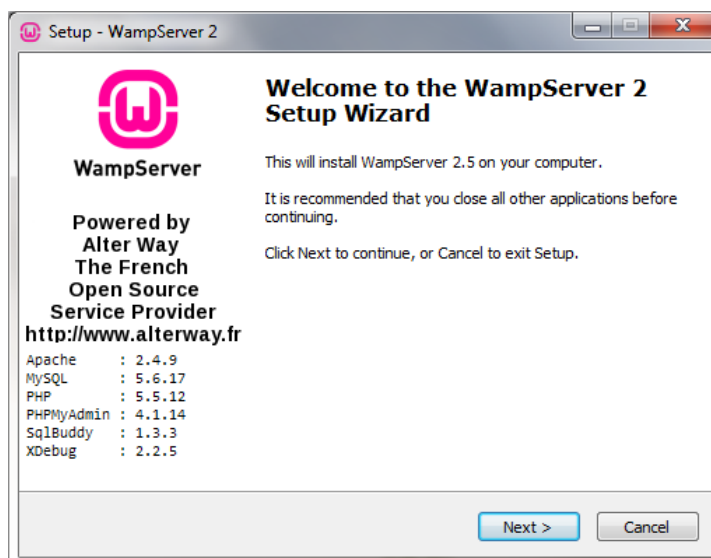 Setup - WampServer 2
WampServer
Powered by
Alter Way
The French
Open Source
Service Provider
http://www.alterway.fr
Apache : 2.4.9
MySQL : 5.6.17
PHP : 5.5.12
PHPMyAdmin : 4.1.14
SqlBuddy : 1.3.3
XDebug : 2.2.5
Welcome to the WampServer 2
Setup Wizard
This will install WampServer 2.5 on your computer.
It is recommended that you close all other applications before
continuing.
Click Next to continue, or Cancel to exit Setup.
Next >
Cancel